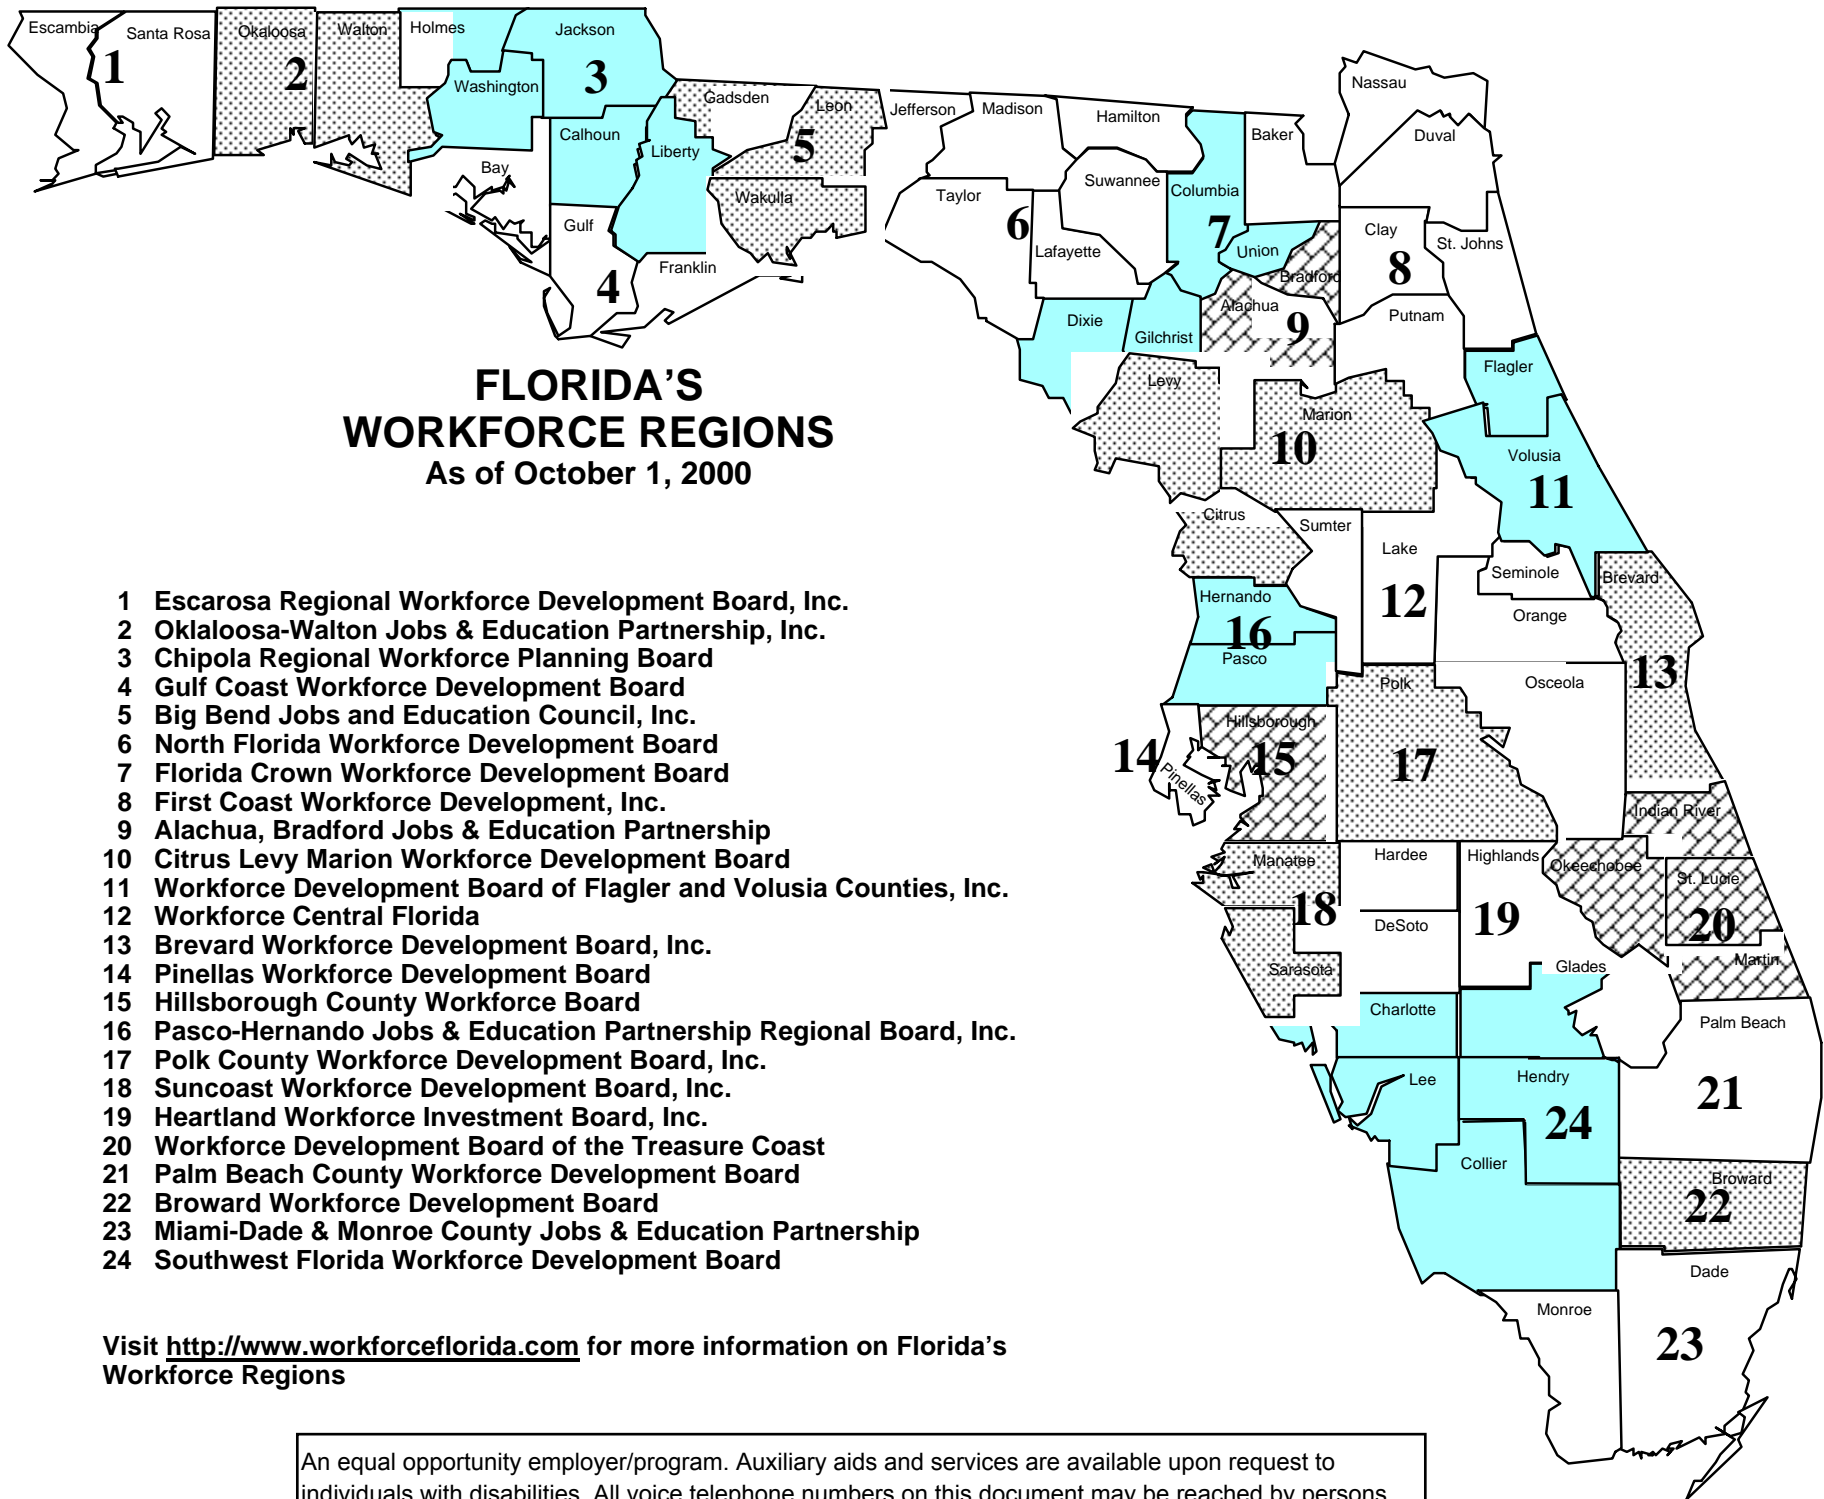 Escambia
Santa Rosa
Okaloosa
Walton
Holmes
Jackson
1
2
3
Washington
Gadsden
Leon
Calhoun
Liberty
5
Bay
Wakulla
Gulf
Franklin
4
Jefferson
Madison
Hamilton
Baker
Nassau
Duval
Taylor
Suwannee
Columbia
6
7
Lafayette
Union
Clay
St. Johns
8
Bradford
Alachua
9
Putnam
Dixie
Gilchrist
Flagler
Levy
Marion
10
Volusia
11
Citrus
Sumter
Lake
Seminole
Brevard
Hernando
12
Orange
16
Pasco
13
Polk
Osceola
Hillsborough
14
15
17
Pinellas
Indian River
Manatee
Hardee
Highlands
Okeechobee
St. Lucie
18
19
20
DeSoto
Sarasota
Glades
Martin
Charlotte
Palm Beach
Lee
Hendry
21
24
Collier
Broward
22
Dade
Monroe
23
FLORIDA'S
WORKFORCE REGIONS
As of October 1, 2000
1 Escarosa Regional Workforce Development Board, Inc.
2 Oklaloosa-Walton Jobs & Education Partnership, Inc.
3 Chipola Regional Workforce Planning Board
4 Gulf Coast Workforce Development Board
5 Big Bend Jobs and Education Council, Inc.
6 North Florida Workforce Development Board
7 Florida Crown Workforce Development Board
8 First Coast Workforce Development, Inc.
9 Alachua, Bradford Jobs & Education Partnership
10 Citrus Levy Marion Workforce Development Board
11 Workforce Development Board of Flagler and Volusia Counties, Inc.
12 Workforce Central Florida
13 Brevard Workforce Development Board, Inc.
14 Pinellas Workforce Development Board
15 Hillsborough County Workforce Board
16 Pasco-Hernando Jobs & Education Partnership Regional Board, Inc.
17 Polk County Workforce Development Board, Inc.
18 Suncoast Workforce Development Board, Inc.
19 Heartland Workforce Investment Board, Inc.
20 Workforce Development Board of the Treasure Coast
21 Palm Beach County Workforce Development Board
22 Broward Workforce Development Board
23 Miami-Dade & Monroe County Jobs & Education Partnership
24 Southwest Florida Workforce Development Board
Visit http://www.workforceflorida.com for more information on Florida's
Workforce Regions
An equal opportunity employer/program. Auxiliary aids and services are available upon request to
individuals with disabilities. All voice telephone numbers on this document may be reached by persons